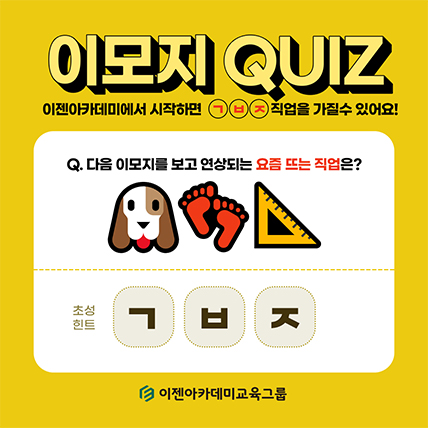 이모지 QUIZ
이젠아카데미에서 시작하면 ㄱㅂㅈ직업을 가질수 있어요!
Q. 다음 이모지를 보고 연상되는 요즘 뜨는 직업은?
초성
힌트
ㄱ ㅂ ㅈ
이젠아카데미교육그룹